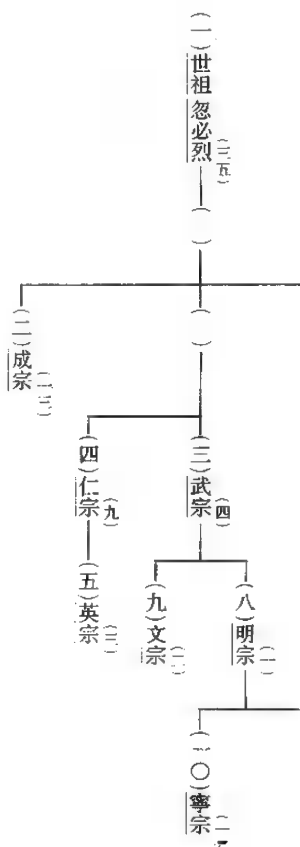 （一）世祖 忽必烈（三五）
（ ）
（ ）
（二）成宗（一三）
（三）武宗（四）
（四）仁宗（九）
（八）明宗（一）
（九）文宗
（五）英宗（三）
（一〇）寧宗